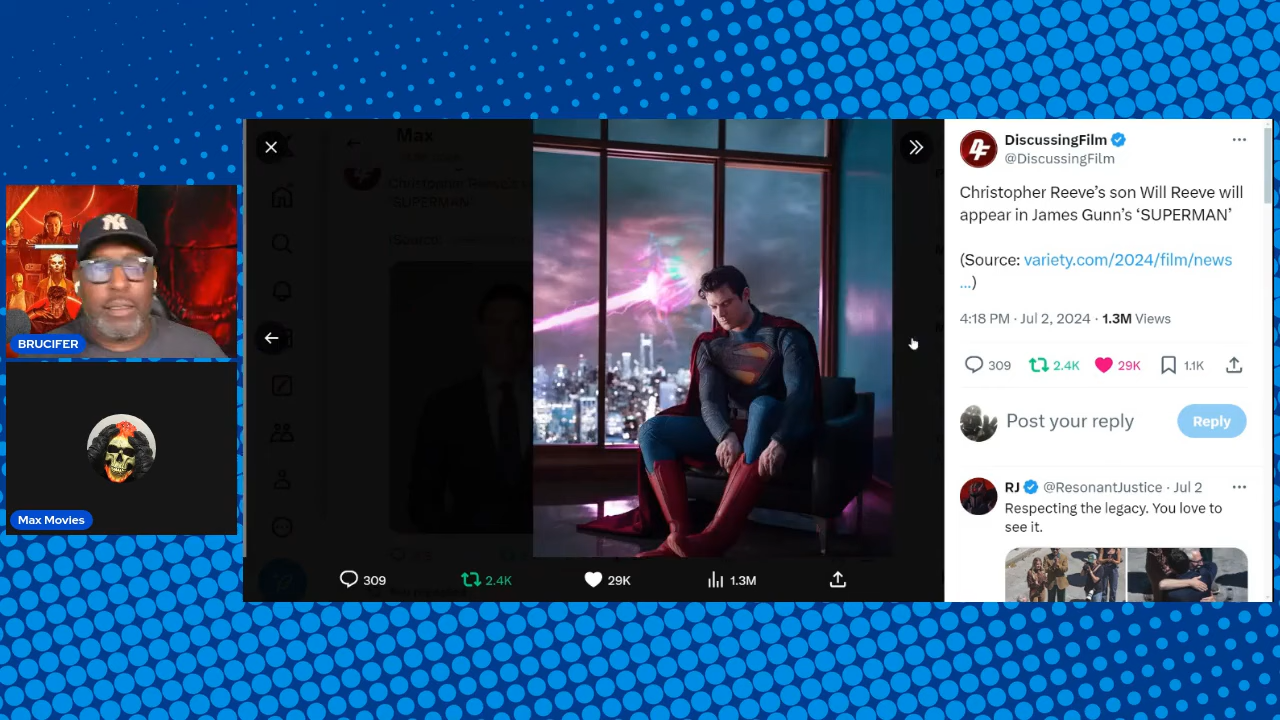 BRUCIFER
Max Movies
Max
309
2.4K
29K
1.3M
DiscussingFilm
@DiscussingFilm
Christopher Reeve's son Will Reeve will
appear in James Gunn's ‘SUPERMAN’
(Source: variety.com/2024/film/news
...)
4:18 PM · Jul 2, 2024 · 1.3M Views
309
2.4K
29K
1.1K
Post your reply
Reply
RJ @ResonantJustice · Jul 2
Respecting the legacy. You love to
see it.